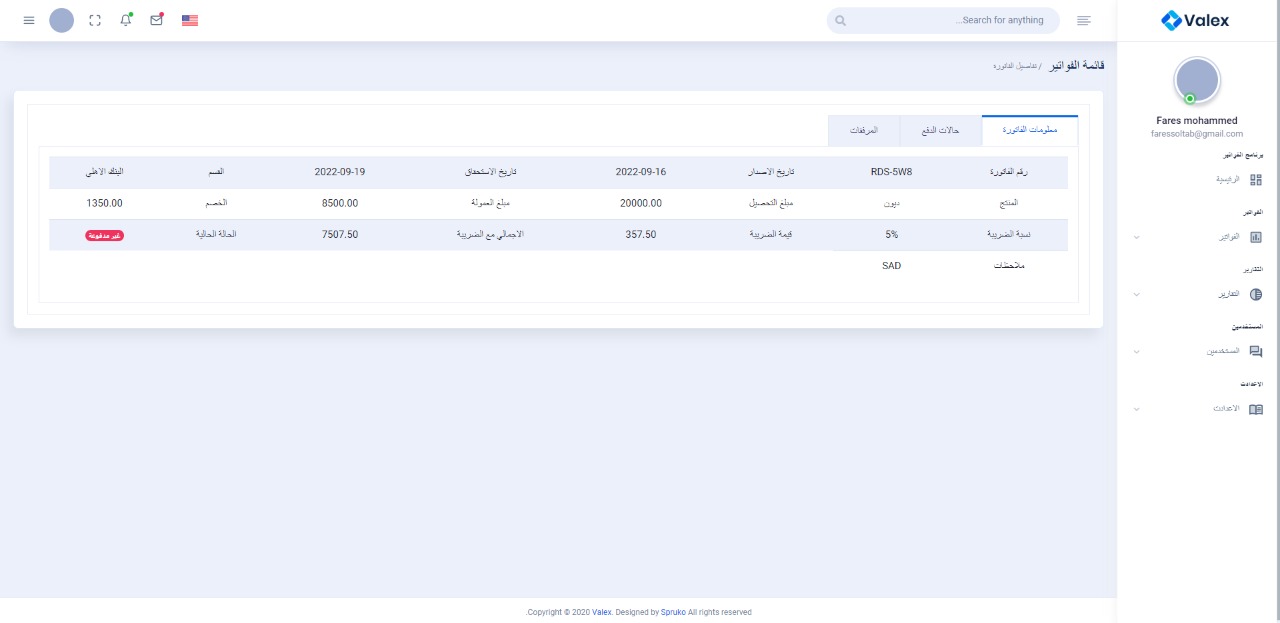 Valex
Search for anything...
Fares mohammed
faressoltab@gmail.com
برنامج الفواتير
الرئيسية
الفواتير
الفواتير
التقارير
التقارير
المستخدمين
المستخدمين
الاعدادت
الاعدادت
قائمة الفواتير / تفاصيل الفاتورة
معلومات الفاتورة حالات الدفع المرفقات
رقم الفاتورة RDS-5W8 تاريخ الاصدار 2022-09-16 تاريخ الاستحقاق 2022-09-19 القسم البنك الاهلي
المنتج ديون مبلغ التحصيل 20000.00 مبلغ العمولة 8500.00 الخصم 1350.00
نسبة الضريبة 5% قيمة الضريبة 357.50 الاجمالي مع الضريبة 7507.50 الحالة الحالية غير مدفوعة
ملاحظات SAD
Copyright © 2020 Valex. Designed by Spruko All rights reserved.